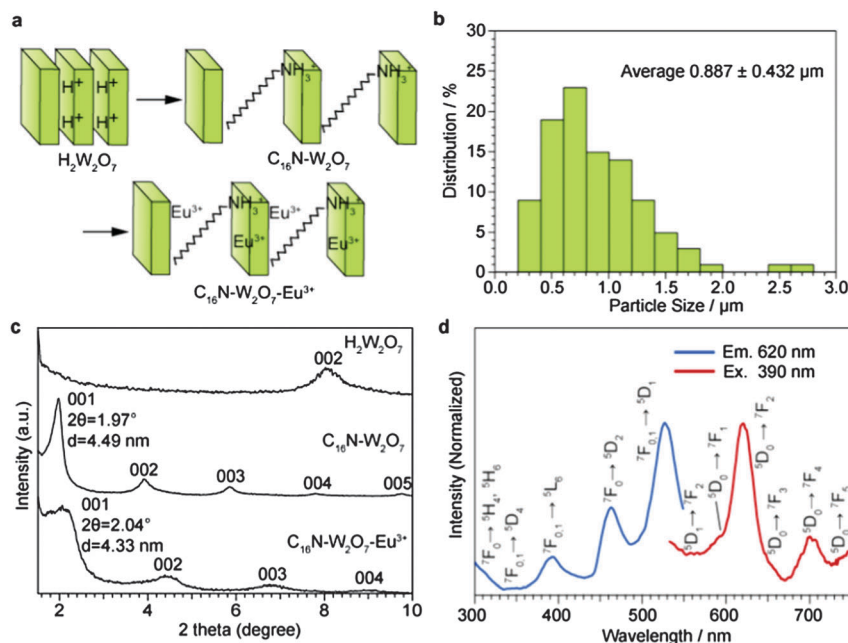 a
H⁺
H⁺
H⁺
H⁺
H₂W₂O₇
NH₃⁺
NH₃⁺
C₁₆N-W₂O₇
Eu³⁺
NH₃⁺
Eu³⁺
NH₃⁺
Eu³⁺
Eu³⁺
C₁₆N-W₂O₇-Eu³⁺
b
30
25
20
15
10
5
0
Distribution / %
Average 0.887 ± 0.432 µm
0.0 0.5 1.0 1.5 2.0 2.5 3.0
Particle Size / µm
c
Intensity (a.u.)
H₂W₂O₇
002
001
2θ=1.97°
d=4.49 nm
C₁₆N-W₂O₇
002 003 004 005
001
2θ=2.04°
d=4.33 nm
C₁₆N-W₂O₇-Eu³⁺
002 003 004
2 4 6 8 10
2 theta (degree)
d
Intensity (Normalized)
Em. 620 nm
Ex. 390 nm
⁷F₀→⁵H₄, ⁵H₆
⁷F₀,₁→⁵D₄
⁷F₀,₁→⁵L₆
⁷F₀→⁵D₂
⁷F₀,₁→⁵D₁
⁵D₁→⁷F₂
⁵D₀→⁷F₁
⁵D₀→⁷F₂
⁵D₀→⁷F₃
⁵D₀→⁷F₄
⁵D₀→⁷F₅
300 400 500 600 700
Wavelength / nm